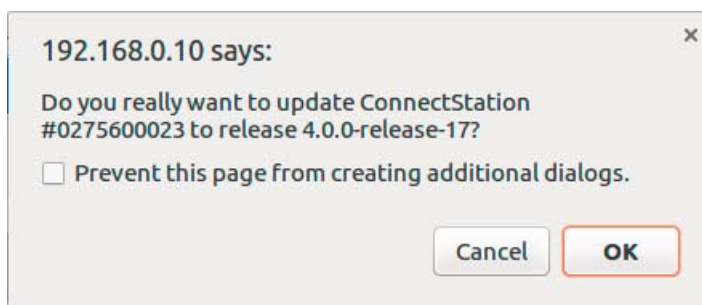 192.168.0.10 says:
Do you really want to update ConnectStation
#0275600023 to release 4.0.0-release-17?
Prevent this page from creating additional dialogs.
Cancel OK